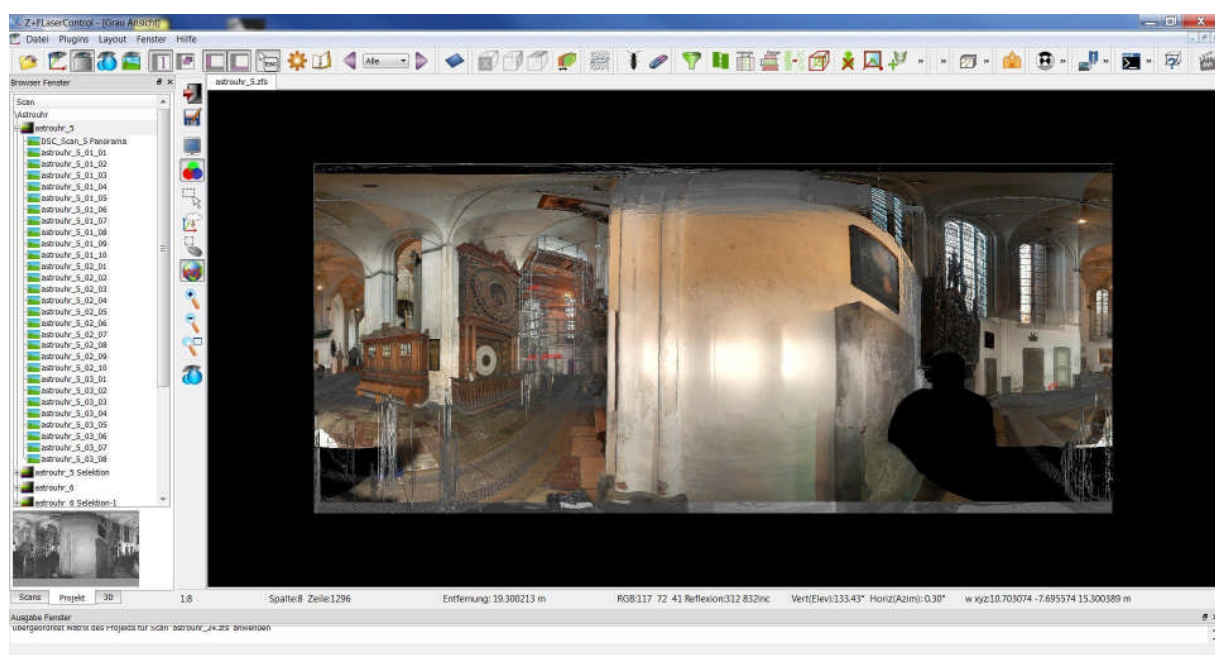 Z+FLaserControl - [Grau Ansicht]
Datei Plugins Layout Fenster Hilfe
Alle
Browser Fenster
astrouhr_5.zfs
Scan
\Astrouhr
astrouhr_5
DSC_Scan_5 Panorama
astrouhr_5_01_01
astrouhr_5_01_02
astrouhr_5_01_03
astrouhr_5_01_04
astrouhr_5_01_05
astrouhr_5_01_06
astrouhr_5_01_07
astrouhr_5_01_08
astrouhr_5_01_09
astrouhr_5_01_10
astrouhr_5_02_01
astrouhr_5_02_02
astrouhr_5_02_03
astrouhr_5_02_04
astrouhr_5_02_05
astrouhr_5_02_06
astrouhr_5_02_07
astrouhr_5_02_08
astrouhr_5_02_09
astrouhr_5_02_10
astrouhr_5_03_01
astrouhr_5_03_02
astrouhr_5_03_03
astrouhr_5_03_04
astrouhr_5_03_05
astrouhr_5_03_06
astrouhr_5_03_07
astrouhr_5_03_08
astrouhr_5 Selektion
astrouhr_6
astrouhr_6 Selektion-1
Scans Projekt 3D
1:8 Spalte:8 Zeile:1296 Entfernung: 19.300213 m RGB:117 72 41 Reflexion:312 832inc Vert(Elev):133.43° Horiz(Azim): 0.30° w xyz:10.703074 -7.695574 15.300389 m
Ausgabe Fenster
Übergeordnet Matrix des Projekts für Scan 'astrouhr_24.zfs' anwenden